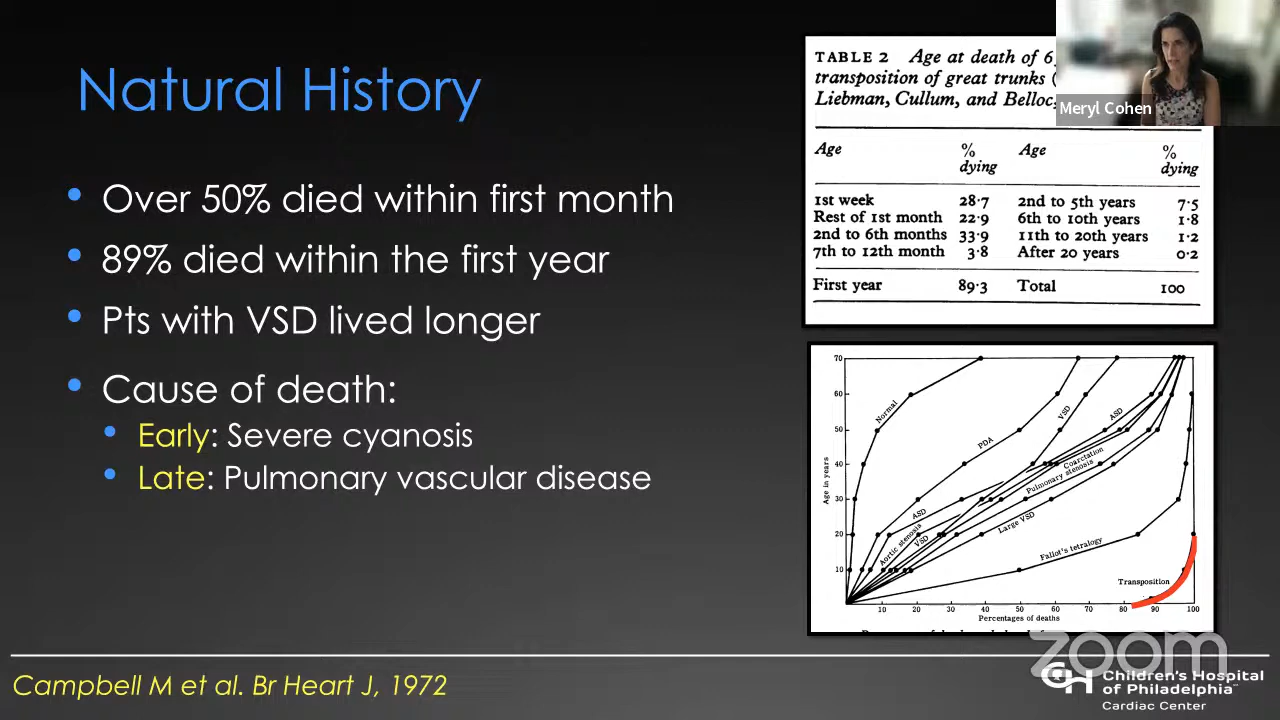 Natural History
Over 50% died within first month
89% died within the first year
Pts with VSD lived longer
Cause of death:
Early: Severe cyanosis
Late: Pulmonary vascular disease
TABLE 2 Age at death of
transposition of great trunks (
Liebman, Cullum, and
Meryl Cohen
Age % dying Age % dying
1st week 28·7 2nd to 5th years 7·5
Rest of 1st month 22·9 6th to 10th years 1·8
2nd to 6th months 33·9 11th to 20th years 1·2
7th to 12th month 3·8 After 20 years 0·2
First year 89·3 Total 100
70
60
50
40
30
20
10
Age in years
Normal
PDA
VSD
ASD
Coarctation
Pulmonary stenosis
ASD
Aortic stenosis
VSD
Large VSD
Fallot's tetralogy
Transposition
10 20 30 40 50 60 70 80 90 100
Percentages of deaths
zoom
Campbell M et al. Br Heart J, 1972
CH Children's Hospital
of Philadelphia
Cardiac Center